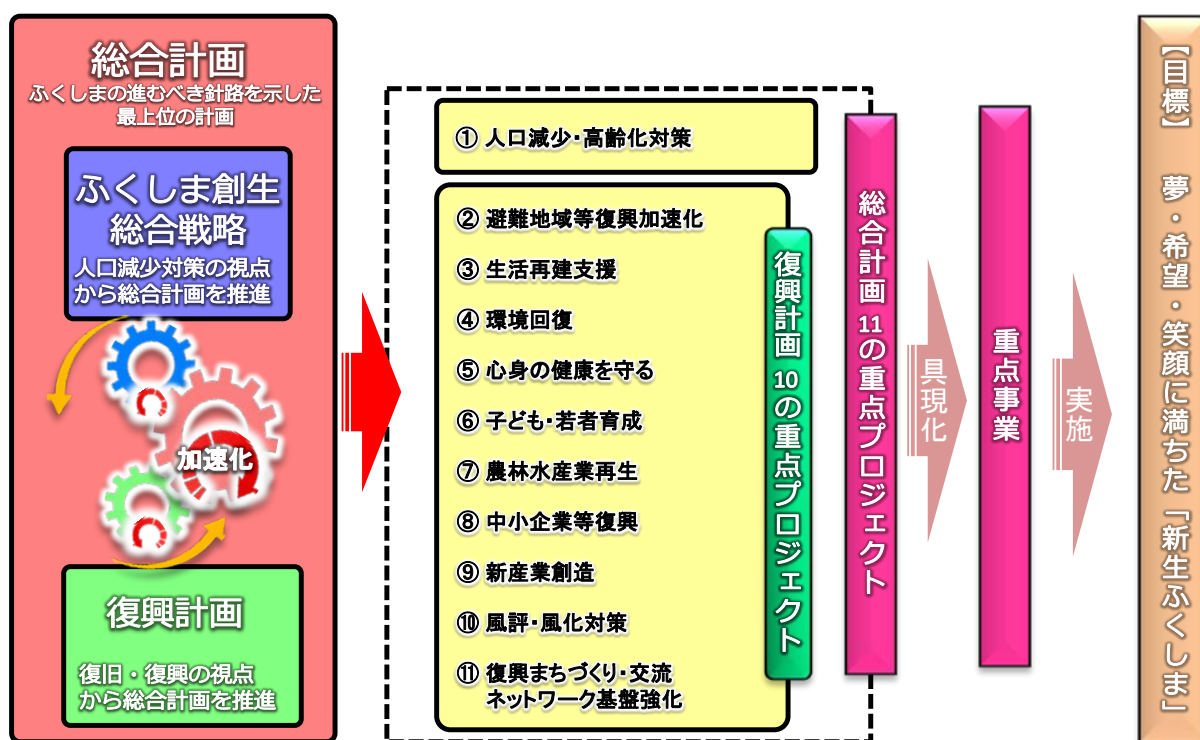 総合計画
ふくしまの進むべき針路を示した
最上位の計画
ふくしま創生
総合戦略
人口減少対策の視点
から総合計画を推進
加速化
復興計画
復旧・復興の視点
から総合計画を推進
① 人口減少・高齢化対策
② 避難地域等復興加速化
③ 生活再建支援
④ 環境回復
⑤ 心身の健康を守る
⑥ 子ども・若者育成
⑦ 農林水産業再生
⑧ 中小企業等復興
⑨ 新産業創造
⑩ 風評・風化対策
⑪ 復興まちづくり・交流
ネットワーク基盤強化
復興計画 10の重点プロジェクト
総合計画 11の重点プロジェクト
具現化
重点事業
実施
【目標】 夢・希望・笑顔に満ちた「新生ふくしま」